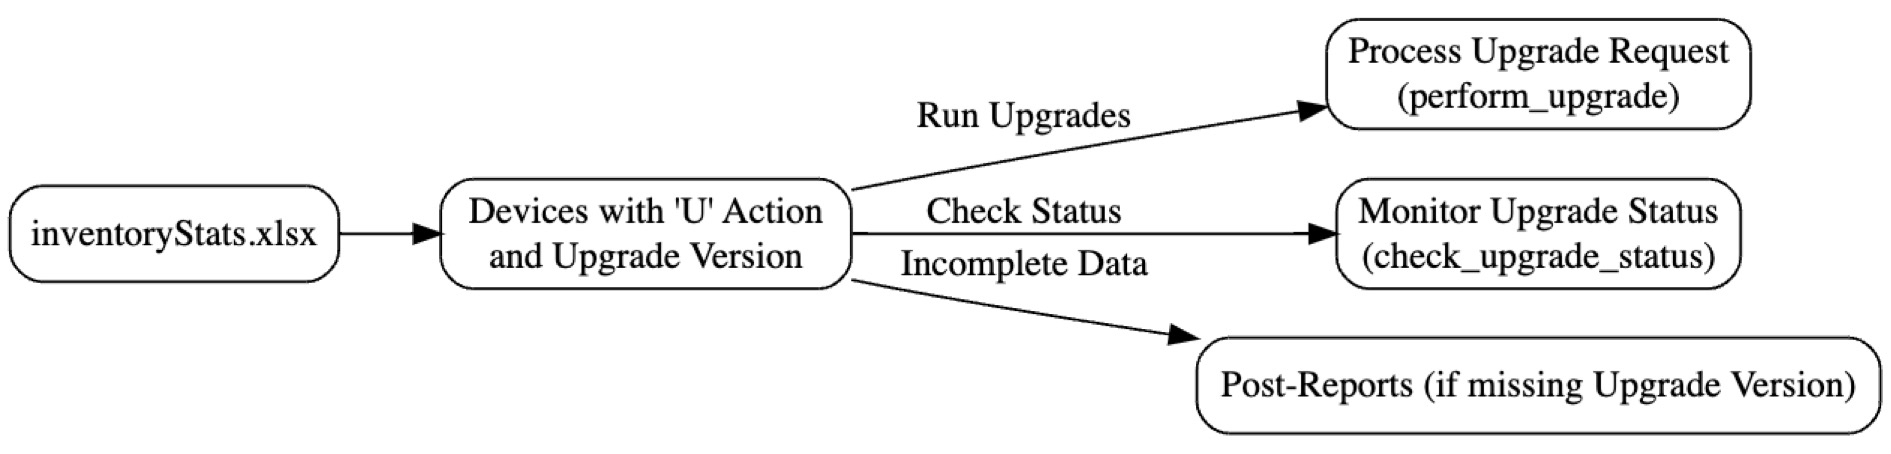 inventoryStats.xlsx
Devices with 'U' Action
and Upgrade Version
Run Upgrades
Check Status
Incomplete Data
Process Upgrade Request
(perform_upgrade)
Monitor Upgrade Status
(check_upgrade_status)
Post-Reports (if missing Upgrade Version)